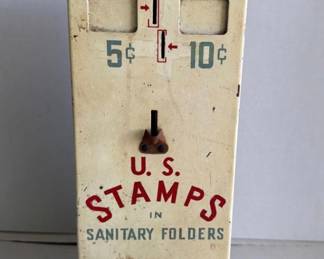 5¢ 10¢
U. S.
STAMPS
IN
SANITARY FOLDERS